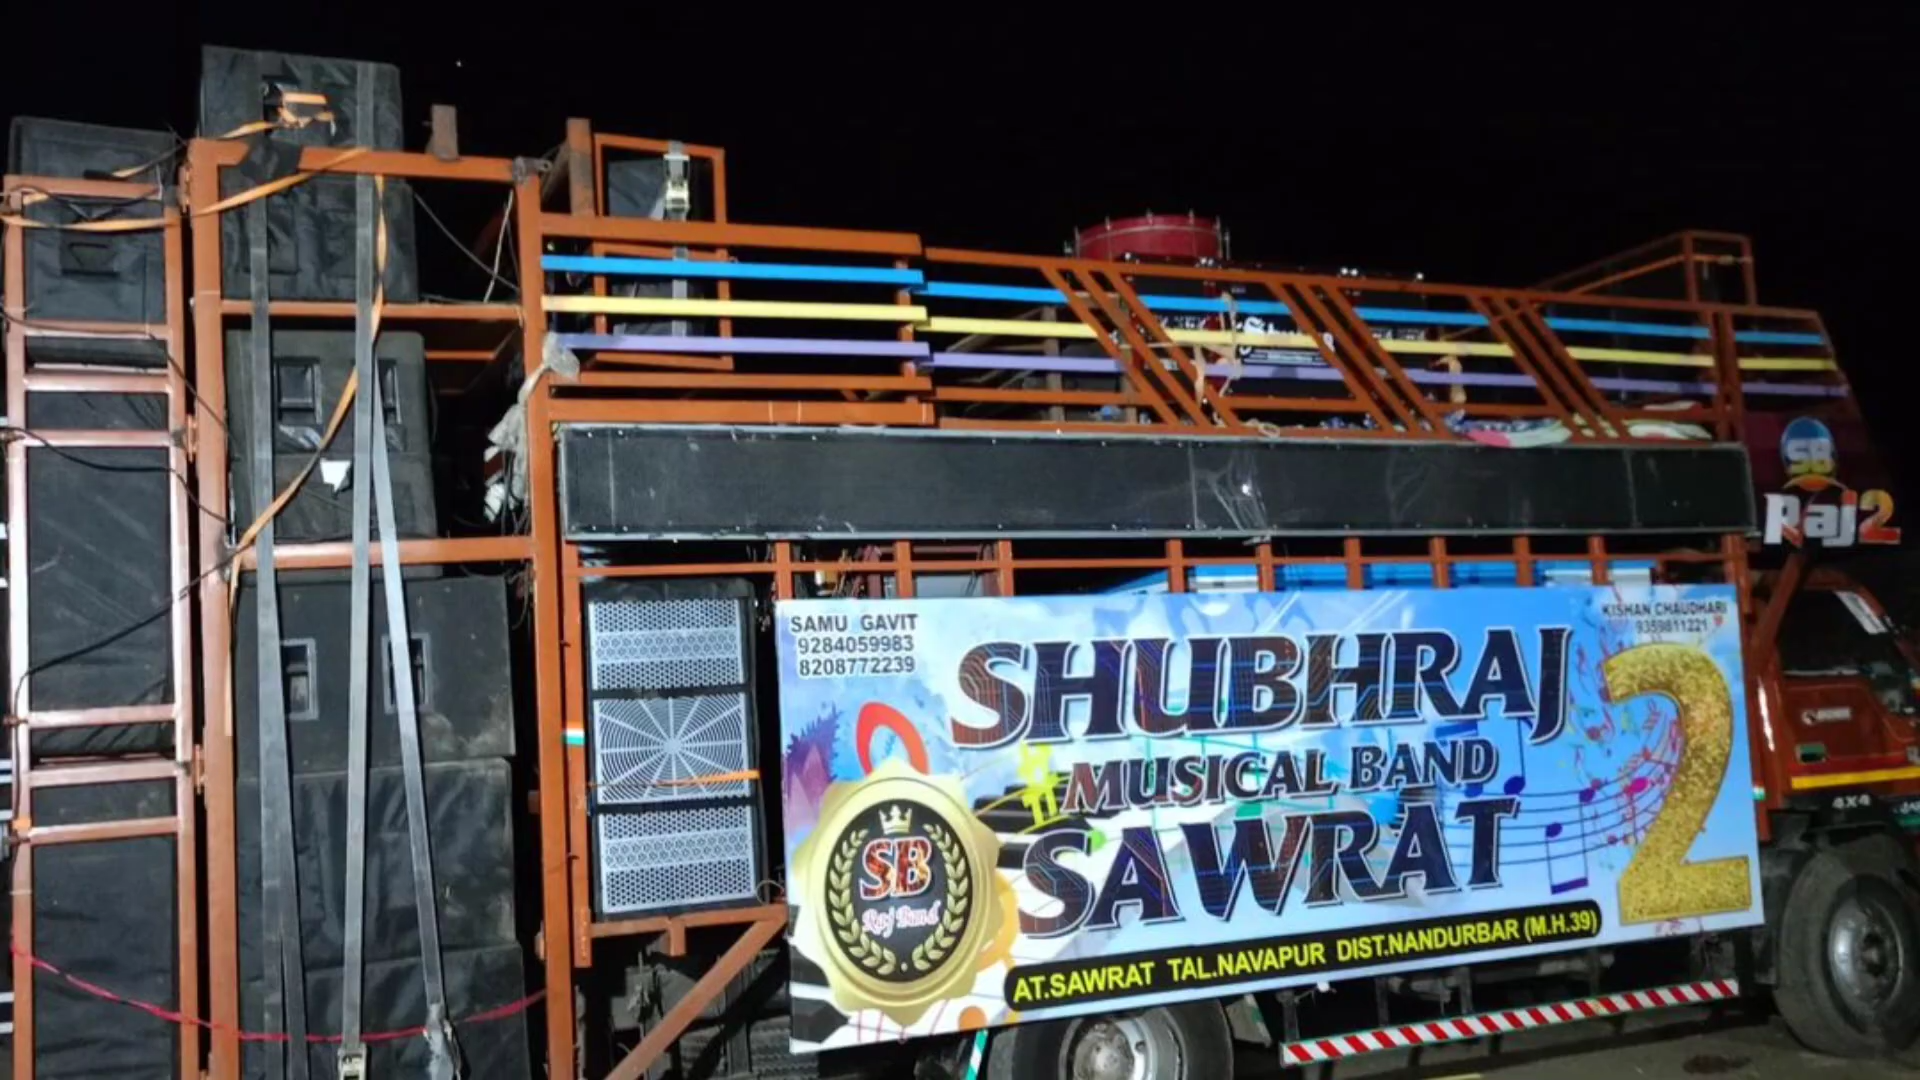 SB
Raj2
SAMU GAVIT
9284059983
8208772239
KISHAN CHAUDHARI
9359811221
SHUBHRAJ
MUSICAL BAND
SAWRAT
2
SB
Raj Band
AT.SAWRAT TAL.NAVAPUR DIST.NANDURBAR (M.H.39)
4X4